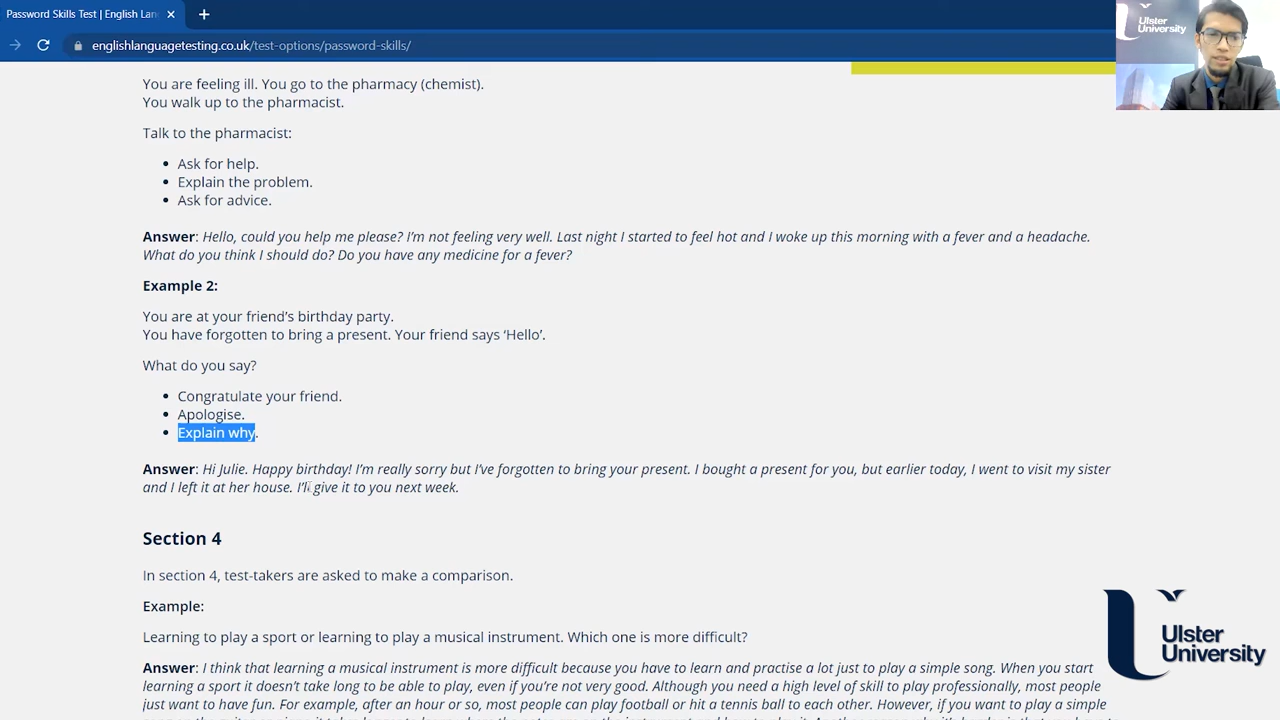 Password Skills Test | English Lan
englishlanguagetesting.co.uk/test-options/password-skills/
Ulster
University
You are feeling ill. You go to the pharmacy (chemist).
You walk up to the pharmacist.
Talk to the pharmacist:
Ask for help.
Explain the problem.
Ask for advice.
Answer: Hello, could you help me please? I'm not feeling very well. Last night I started to feel hot and I woke up this morning with a fever and a headache.
What do you think I should do? Do you have any medicine for a fever?
Example 2:
You are at your friend's birthday party.
You have forgotten to bring a present. Your friend says ‘Hello’.
What do you say?
Congratulate your friend.
Apologise.
Explain why.
Answer: Hi Julie. Happy birthday! I'm really sorry but I've forgotten to bring your present. I bought a present for you, but earlier today, I went to visit my sister
and I left it at her house. I'll give it to you next week.
Section 4
In section 4, test-takers are asked to make a comparison.
Example:
Learning to play a sport or learning to play a musical instrument. Which one is more difficult?
Answer: I think that learning a musical instrument is more difficult because you have to learn and practise a lot just to play a simple song. When you start
learning a sport it doesn't take long to be able to play, even if you're not very good. Although you need a high level of skill to play professionally, most people
just want to have fun. For example, after an hour or so, most people can play football or hit a tennis ball to each other. However, if you want to play a simple
Ulster
University